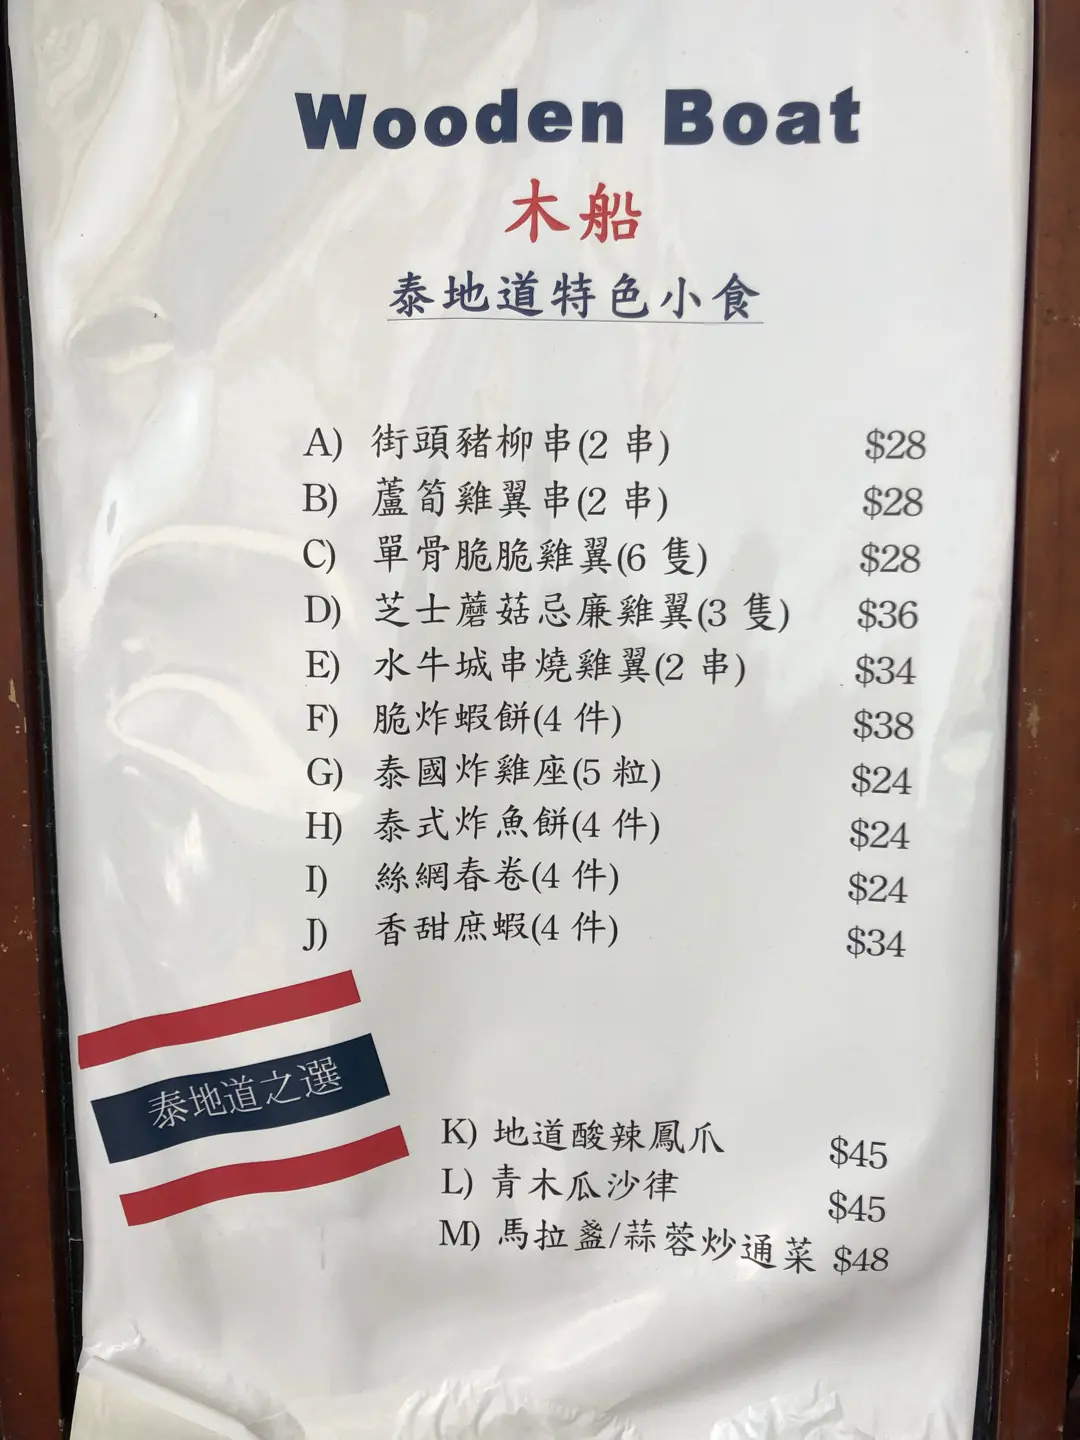 Wooden Boat
木船
泰地道特色小食
A) 街頭豬柳串(2 串) $28
B) 蘆筍雞翼串(2 串) $28
C) 單骨脆脆雞翼(6 隻) $28
D) 芝士蘑菇忌廉雞翼(3 隻) $36
E) 水牛城串燒雞翼(2 串) $34
F) 脆炸蝦餅(4 件) $38
G) 泰國炸雞座(5 粒) $24
H) 泰式炸魚餅(4 件) $24
I) 絲網春卷(4 件) $24
J) 香甜庶蝦(4 件) $34
泰地道之選
K) 地道酸辣鳳爪 $45
L) 青木瓜沙律 $45
M) 馬拉盞/蒜蓉炒通菜 $48